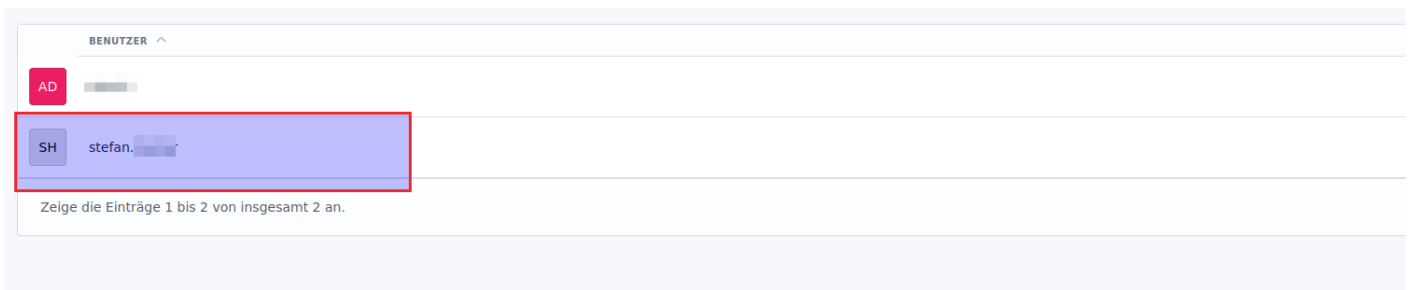 BENUTZER
AD
SH stefan.
Zeige die Einträge 1 bis 2 von insgesamt 2 an.